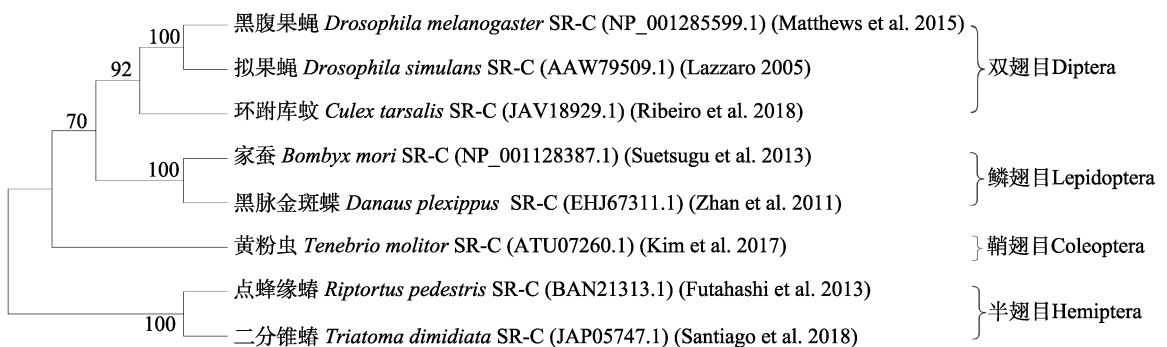 黑腹果蝇 Drosophila melanogaster SR-C (NP_001285599.1) (Matthews et al. 2015)
100
拟果蝇 Drosophila simulans SR-C (AAW79509.1) (Lazzaro 2005)
双翅目Diptera
92
环跗库蚊 Culex tarsalis SR-C (JAV18929.1) (Ribeiro et al. 2018)
70
家蚕 Bombyx mori SR-C (NP_001128387.1) (Suetsugu et al. 2013)
100
鳞翅目Lepidoptera
黑脉金斑蝶 Danaus plexippus SR-C (EHJ67311.1) (Zhan et al. 2011)
黄粉虫 Tenebrio molitor SR-C (ATU07260.1) (Kim et al. 2017)
鞘翅目Coleoptera
点蜂缘蝽 Riptortus pedestris SR-C (BAN21313.1) (Futahashi et al. 2013)
半翅目Hemiptera
100
二分锥蝽 Triatoma dimidiata SR-C (JAP05747.1) (Santiago et al. 2018)